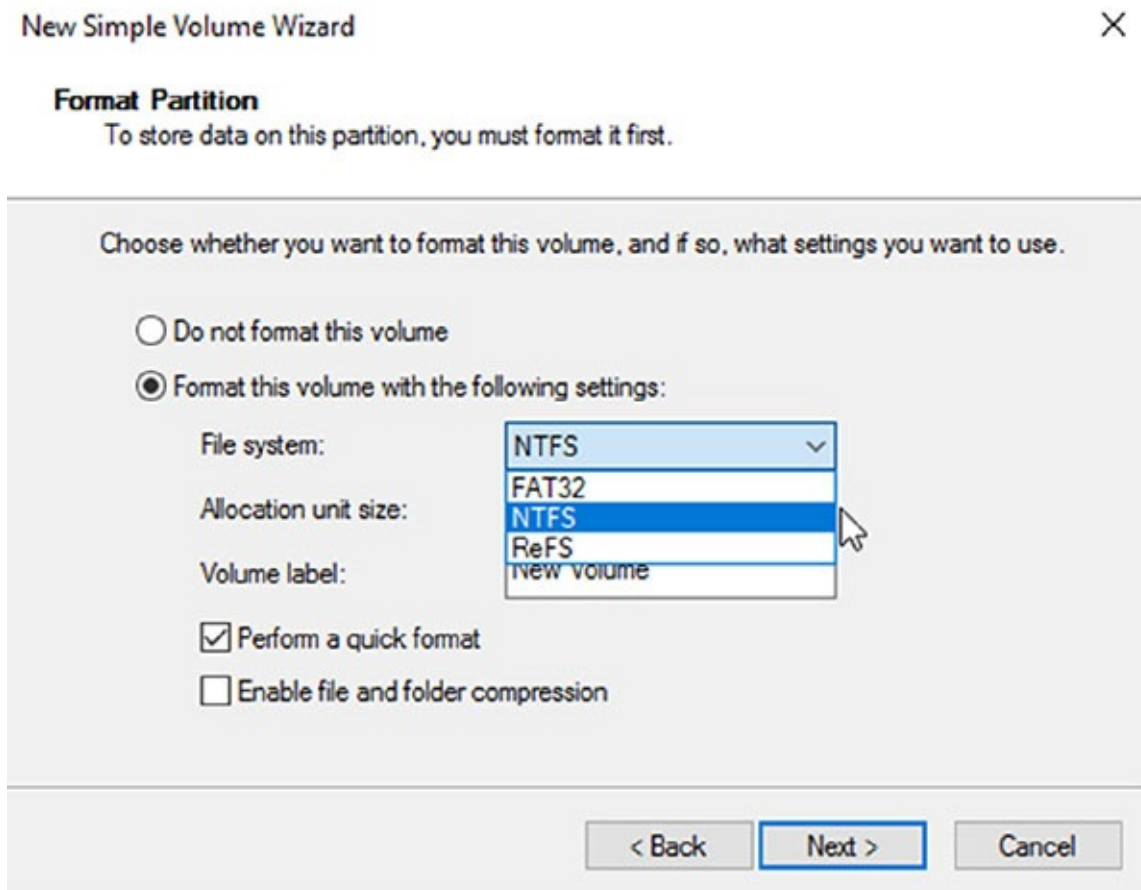 New Simple Volume Wizard
Format Partition
To store data on this partition, you must format it first.
Choose whether you want to format this volume, and if so, what settings you want to use.
Do not format this volume
Format this volume with the following settings:
File system:
NTFS
FAT32
Allocation unit size:
NTFS
ReFS
Volume label:
New Volume
Perform a quick format
Enable file and folder compression
< Back
Next >
Cancel